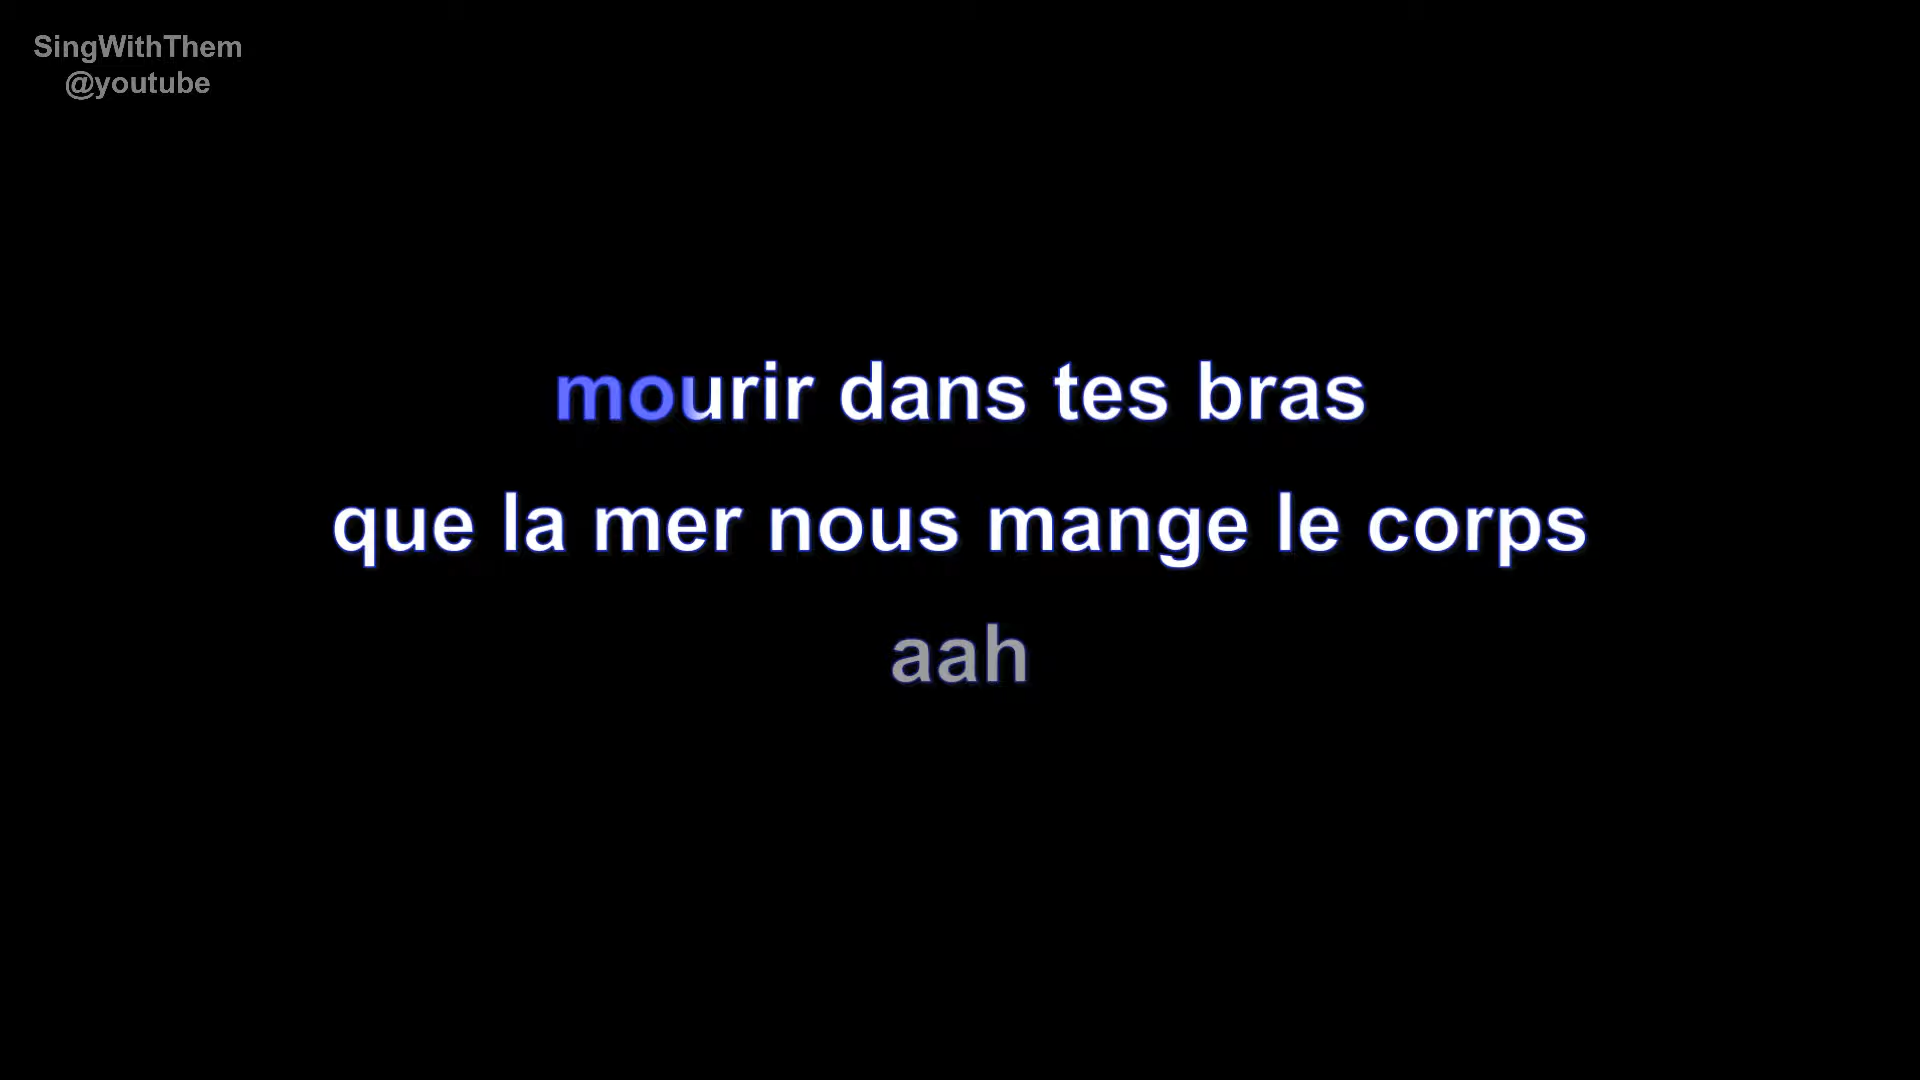 SingWithThem
@youtube
mourir dans tes bras
que la mer nous mange le corps
aah